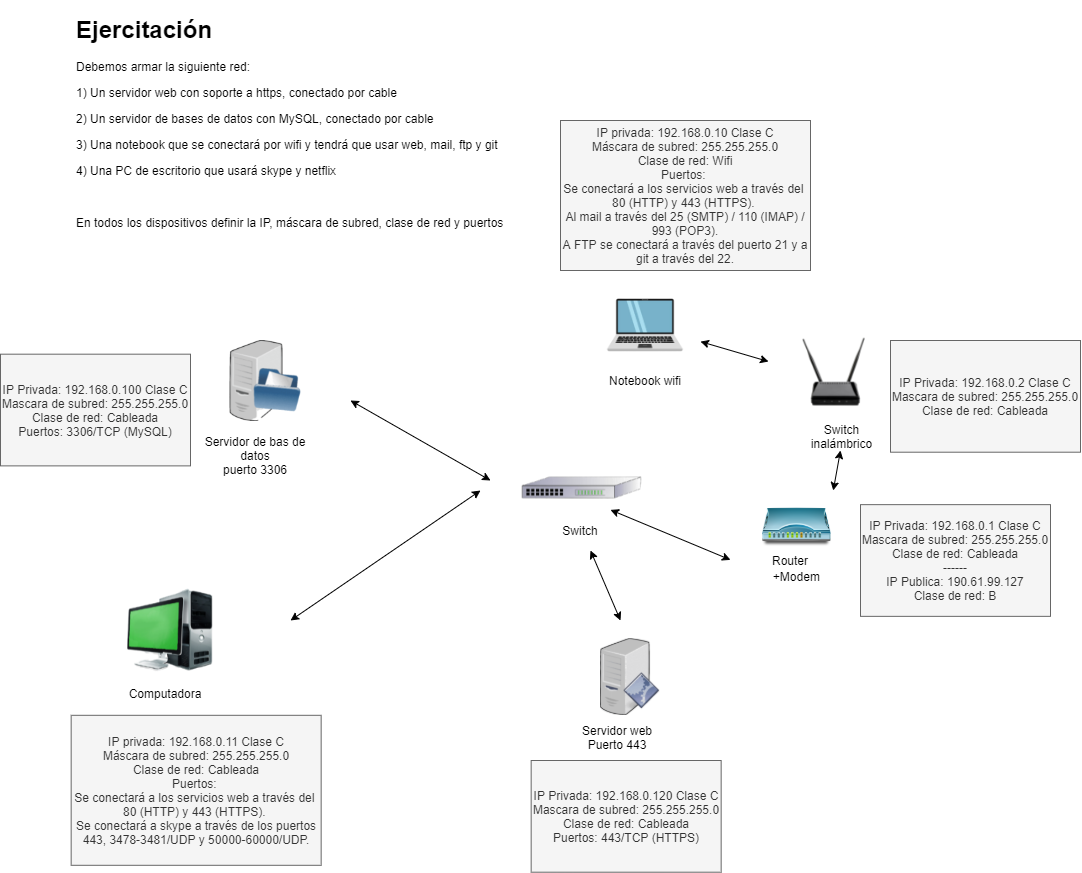 Ejercitación
Debemos armar la siguiente red:
1) Un servidor web con soporte a https, conectado por cable
2) Un servidor de bases de datos con MySQL, conectado por cable
3) Una notebook que se conectará por wifi y tendrá que usar web, mail, ftp y git
4) Una PC de escritorio que usará skype y netflix
En todos los dispositivos definir la IP, máscara de subred, clase de red y puertos
IP privada: 192.168.0.10 Clase C
Máscara de subred: 255.255.255.0
Clase de red: Wifi
Puertos:
Se conectará a los servicios web a través del
80 (HTTP) y 443 (HTTPS).
Al mail a través del 25 (SMTP) / 110 (IMAP) /
993 (POP3).
A FTP se conectará a través del puerto 21 y a
git a través del 22.
Notebook wifi
Switch
inalámbrico
IP Privada: 192.168.0.2 Clase C
Mascara de subred: 255.255.255.0
Clase de red: Cableada
IP Privada: 192.168.0.100 Clase C
Mascara de subred: 255.255.255.0
Clase de red: Cableada
Puertos: 3306/TCP (MySQL)
Servidor de bas de
datos
puerto 3306
Switch
Router
+Modem
IP Privada: 192.168.0.1 Clase C
Mascara de subred: 255.255.255.0
Clase de red: Cableada
------
IP Publica: 190.61.99.127
Clase de red: B
Computadora
IP privada: 192.168.0.11 Clase C
Máscara de subred: 255.255.255.0
Clase de red: Cableada
Puertos:
Se conectará a los servicios web a través del
80 (HTTP) y 443 (HTTPS).
Se conectará a skype a través de los puertos
443, 3478-3481/UDP y 50000-60000/UDP.
Servidor web
Puerto 443
IP Privada: 192.168.0.120 Clase C
Mascara de subred: 255.255.255.0
Clase de red: Cableada
Puertos: 443/TCP (HTTPS)